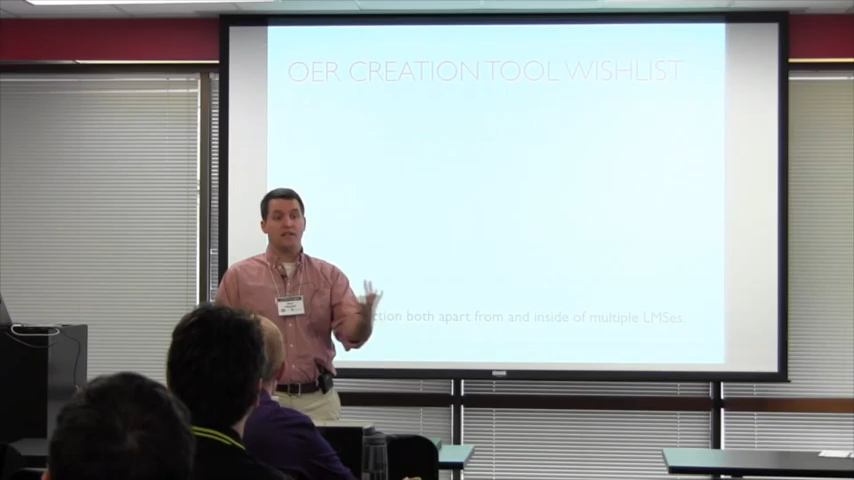 OER CREATION TOOL WISHLIST
ction both apart from and inside of multiple LMSes.